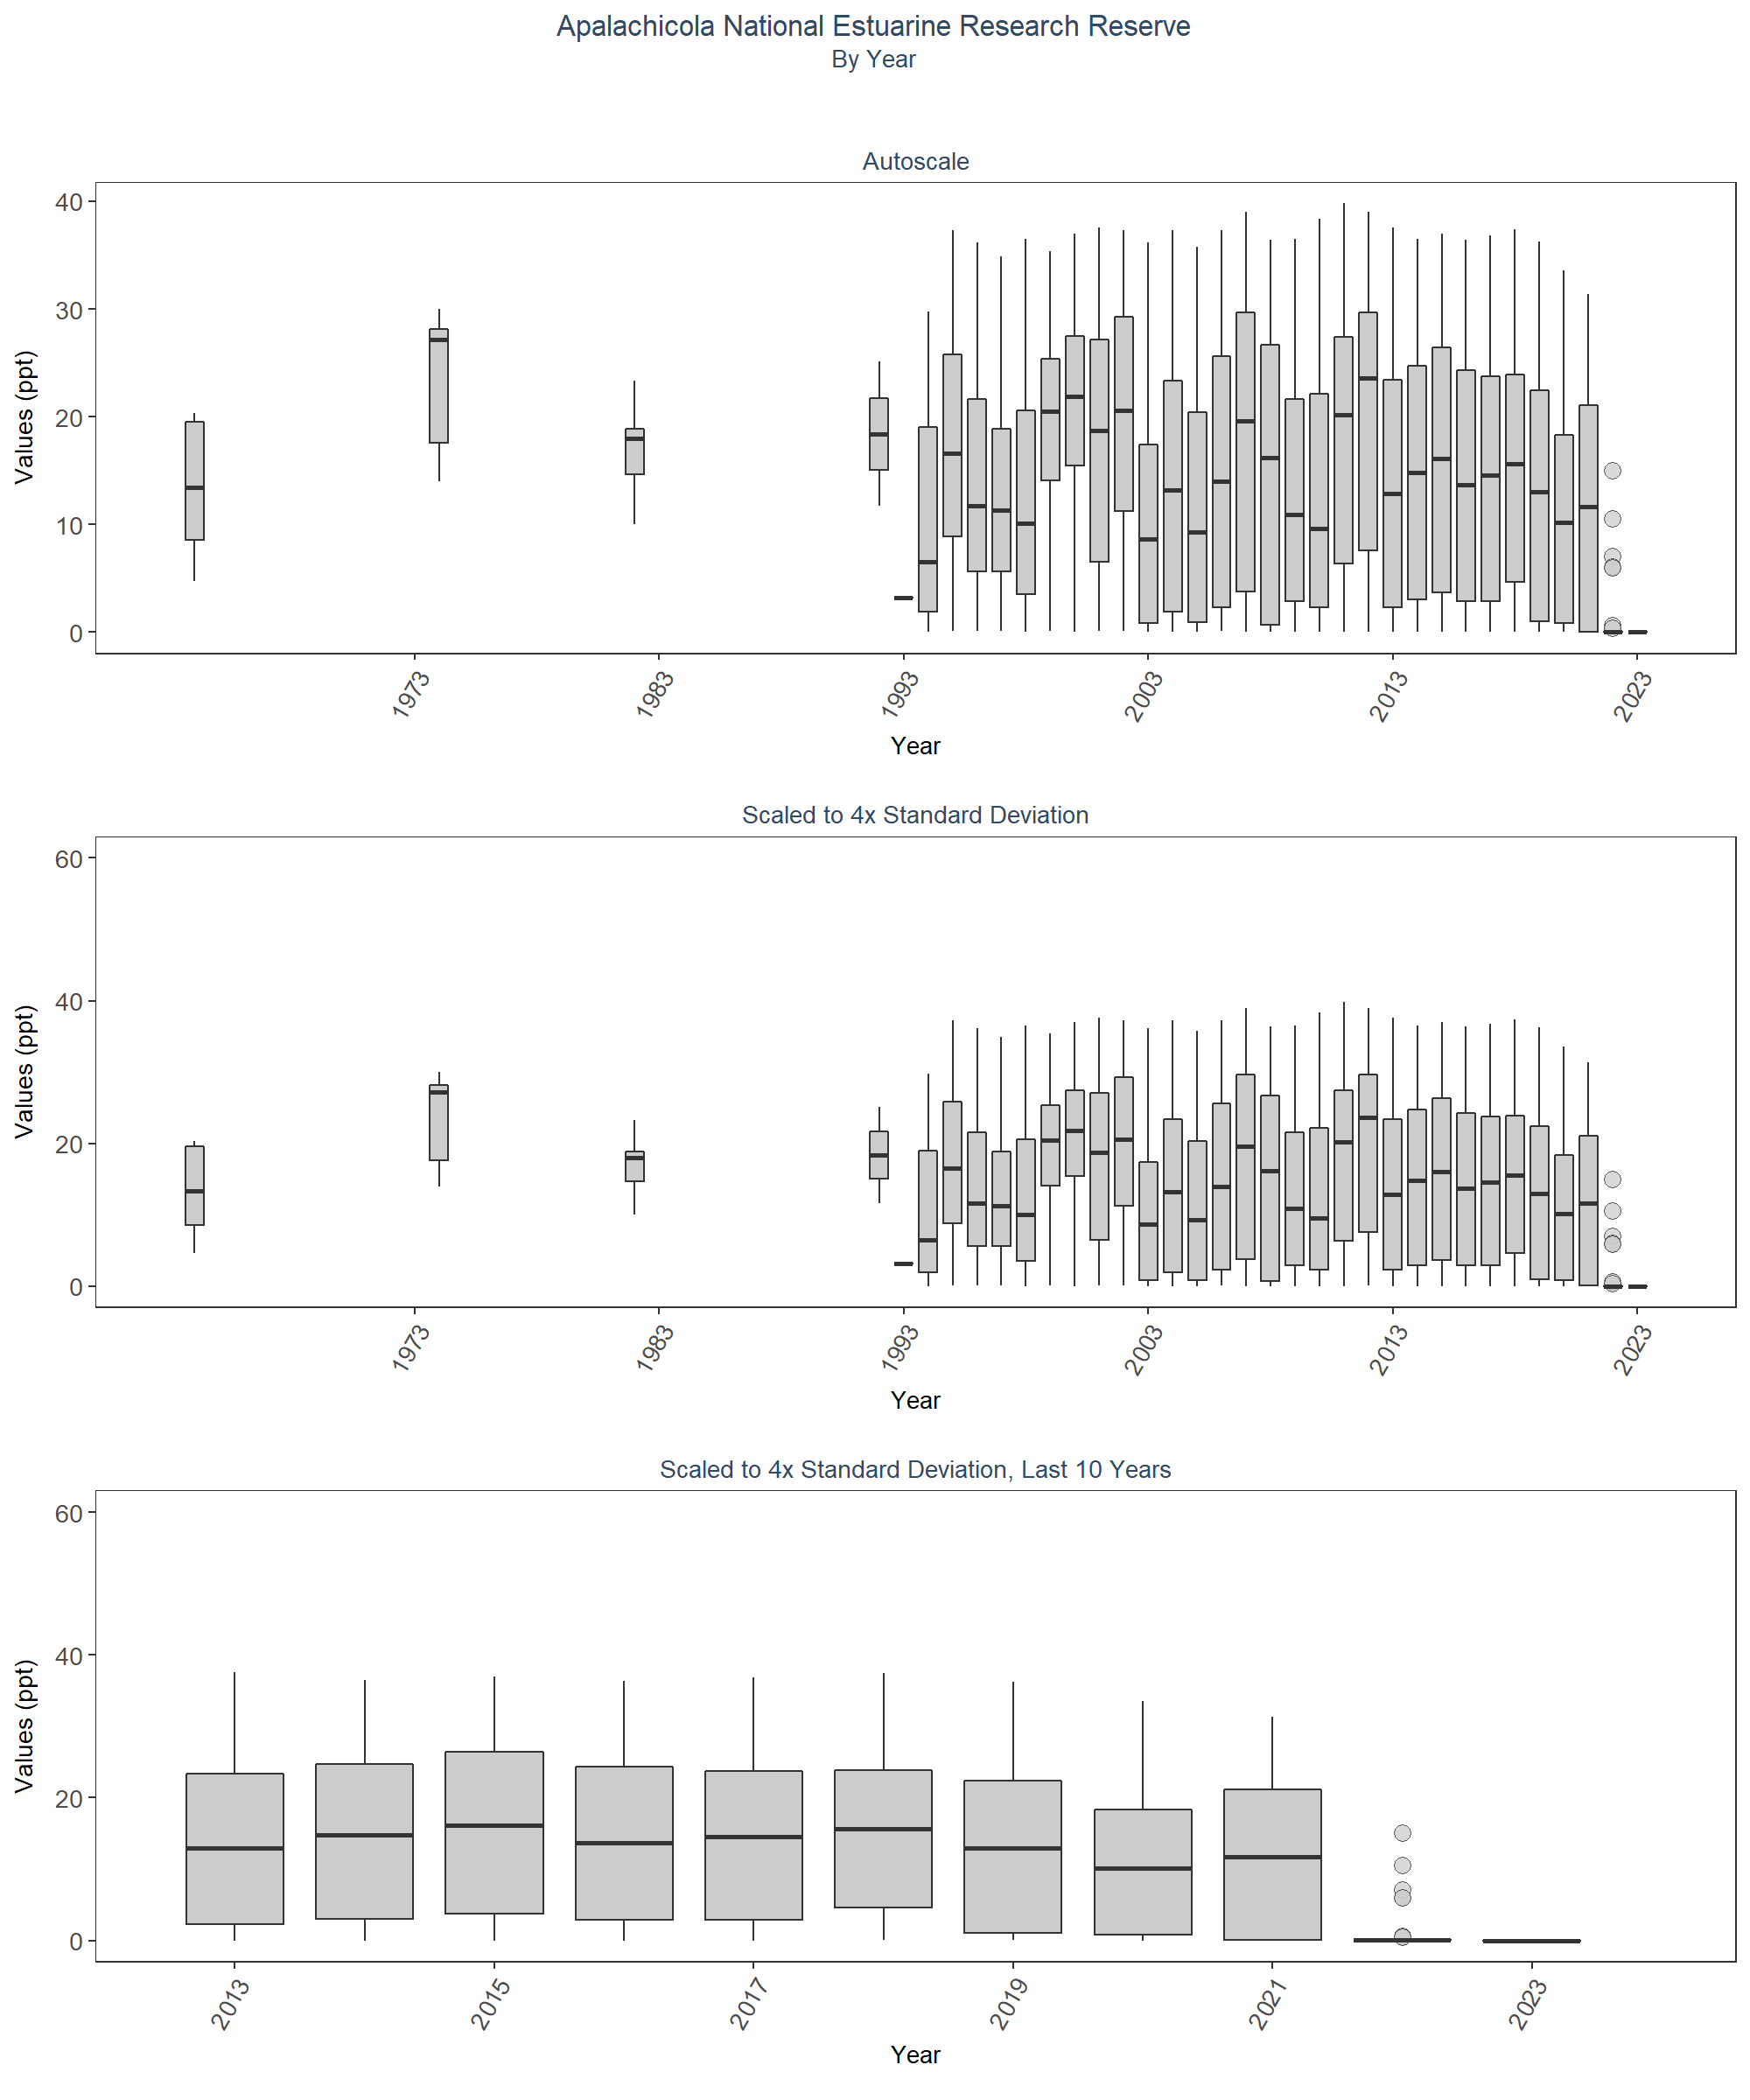 Apalachicola National Estuarine Research Reserve
By Year
Autoscale
Values (ppt)
40
30
20
10
0
1973
1983
1993
2003
2013
2023
Year
Scaled to 4x Standard Deviation
Values (ppt)
60
40
20
0
1973
1983
1993
2003
2013
2023
Year
Scaled to 4x Standard Deviation, Last 10 Years
Values (ppt)
60
40
20
0
2013
2015
2017
2019
2021
2023
Year